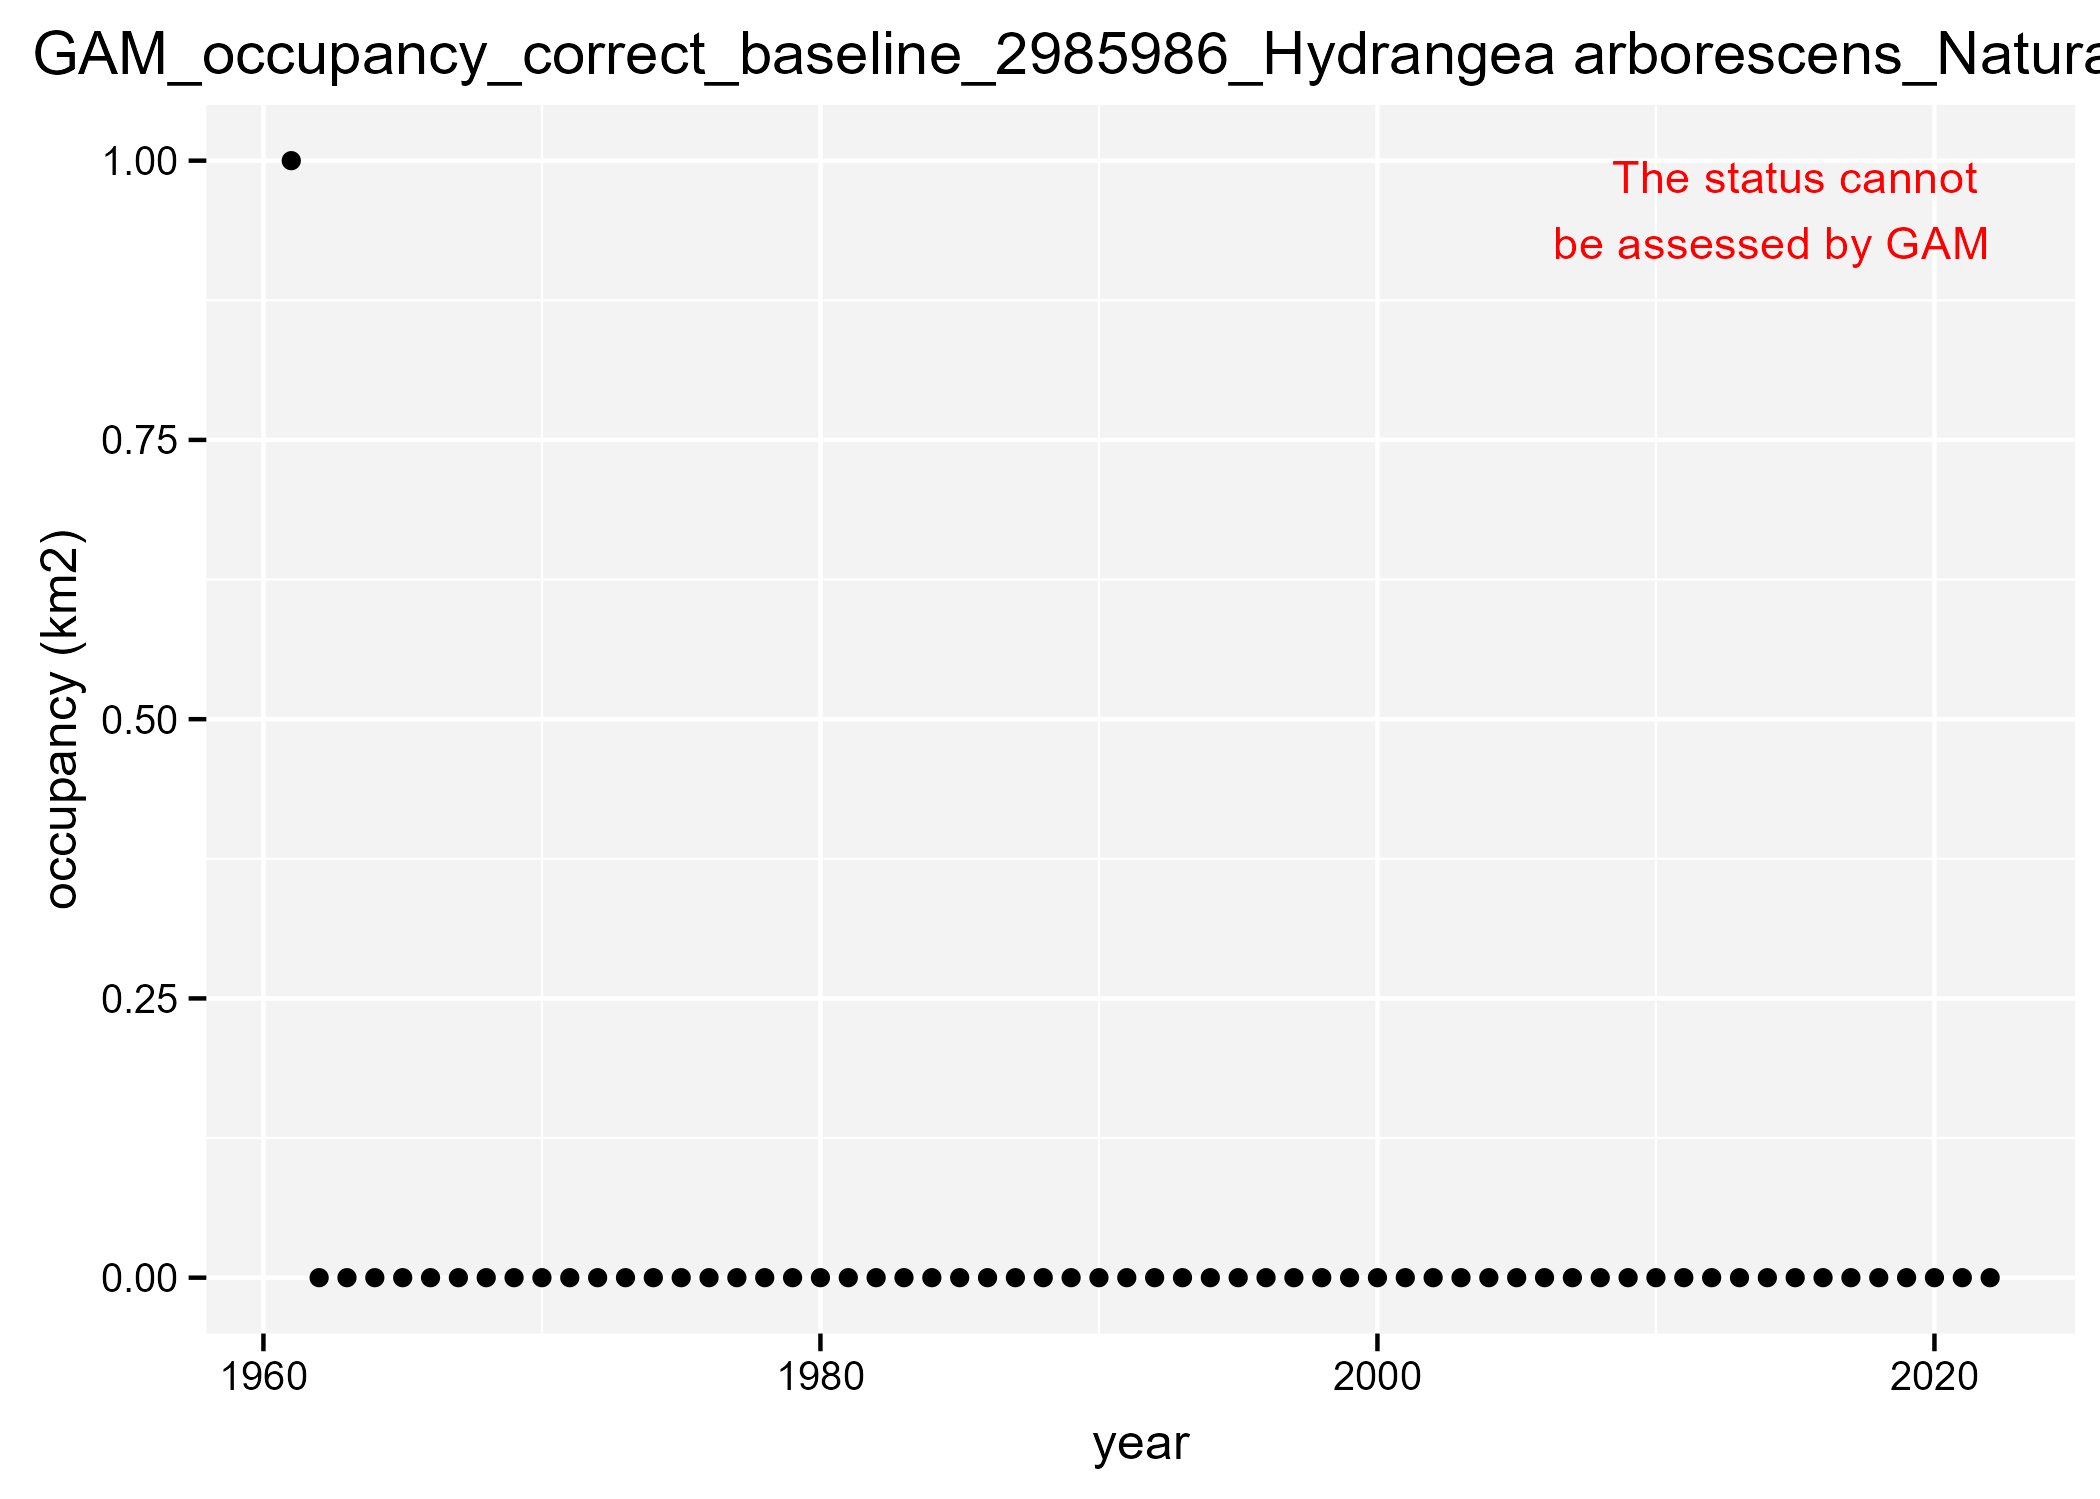 GAM_occupancy_correct_baseline_2985986_Hydrangea arborescens_Natura
1.00
The status cannot
be assessed by GAM
0.75
occupancy (km2)
0.50
0.25
0.00
1960 1980 2000 2020
year